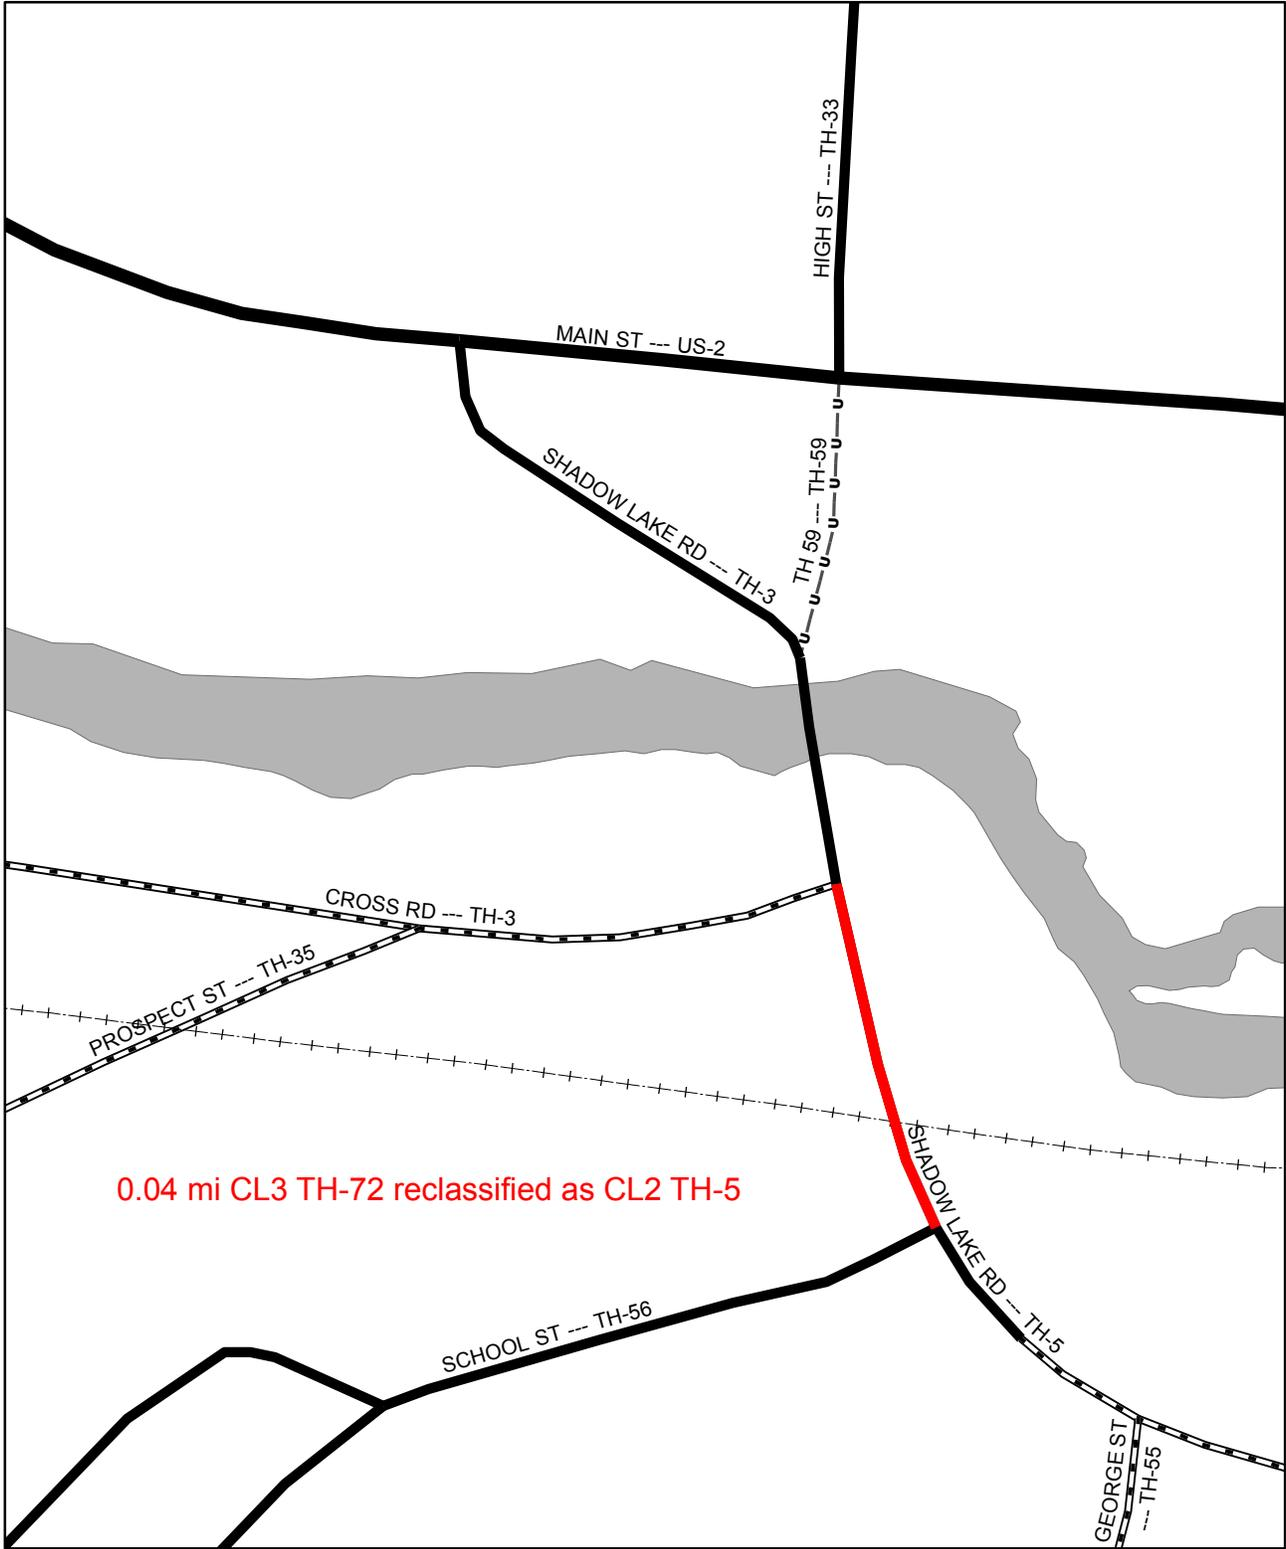 HIGH ST --- TH-33
MAIN ST --- US-2
SHADOW LAKE RD --- TH-3
TH 59 --- TH-59
CROSS RD --- TH-3
PROSPECT ST --- TH-35
0.04 mi CL3 TH-72 reclassified as CL2 TH-5
SHADOW LAKE RD --- TH-5
SCHOOL ST --- TH-56
GEORGE ST
--- TH-55